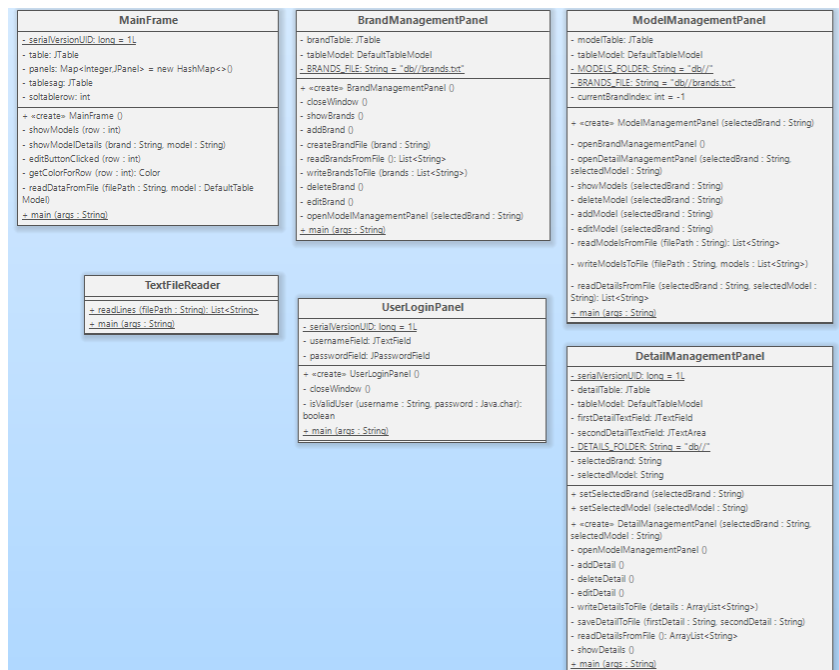 MainFrame
- serialVersionUID: long = 1L
- table: JTable
- panels: Map<Integer,JPanel> = new HashMap<>()
- tablesag: JTable
- soltablerow: int
+ «create» MainFrame ()
- showModels (row : int)
- showModelDetails (brand : String, model : String)
- editButtonClicked (row : int)
- getColorForRow (row : int): Color
- readDataFromFile (filePath : String, model : DefaultTable
Model)
+ main (args : String)
BrandManagementPanel
- brandTable: JTable
- tableModel: DefaultTableModel
- BRANDS_FILE: String = "db//brands.txt"
+ «create» BrandManagementPanel ()
- closeWindow ()
- showBrands ()
- addBrand ()
- createBrandFile (brand : String)
- readBrandsFromFile (): List<String>
- writeBrandsToFile (brands : List<String>)
- deleteBrand ()
- editBrand ()
- openModelManagementPanel (selectedBrand : String)
+ main (args : String)
ModelManagementPanel
- modelTable: JTable
- tableModel: DefaultTableModel
- MODELS_FOLDER: String = "db//"
- BRANDS_FILE: String = "db//brands.txt"
- currentBrandIndex: int = -1
+ «create» ModelManagementPanel (selectedBrand : String)
- openBrandManagementPanel ()
- openDetailManagementPanel (selectedBrand : String,
selectedModel : String)
- showModels (selectedBrand : String)
- deleteModel (selectedBrand : String)
- addModel (selectedBrand : String)
- editModel (selectedBrand : String)
- readModelsFromFile (filePath : String): List<String>
- writeModelsToFile (filePath : String, models : List<String>)
- readDetailsFromFile (selectedBrand : String, selectedModel :
String): List<String>
+ main (args : String)
TextFileReader
+ readLines (filePath : String): List<String>
+ main (args : String)
UserLoginPanel
- serialVersionUID: long = 1L
- usernameField: JTextField
- passwordField: JPasswordField
+ «create» UserLoginPanel ()
- closeWindow ()
- isValidUser (username : String, password : Java.char):
boolean
+ main (args : String)
DetailManagementPanel
- serialVersionUID: long = 1L
- detailTable: JTable
- tableModel: DefaultTableModel
- firstDetailTextField: JTextField
- secondDetailTextField: JTextArea
- DETAILS_FOLDER: String = "db//"
- selectedBrand: String
- selectedModel: String
+ setSelectedBrand (selectedBrand : String)
+ setSelectedModel (selectedModel : String)
+ «create» DetailManagementPanel (selectedBrand : String,
selectedModel : String)
- openModelManagementPanel ()
- addDetail ()
- deleteDetail ()
- editDetail ()
- writeDetailsToFile (details : ArrayList<String>)
- saveDetailToFile (firstDetail : String, secondDetail : String)
- readDetailsFromFile (): ArrayList<String>
- showDetails ()
+ main (args : String)